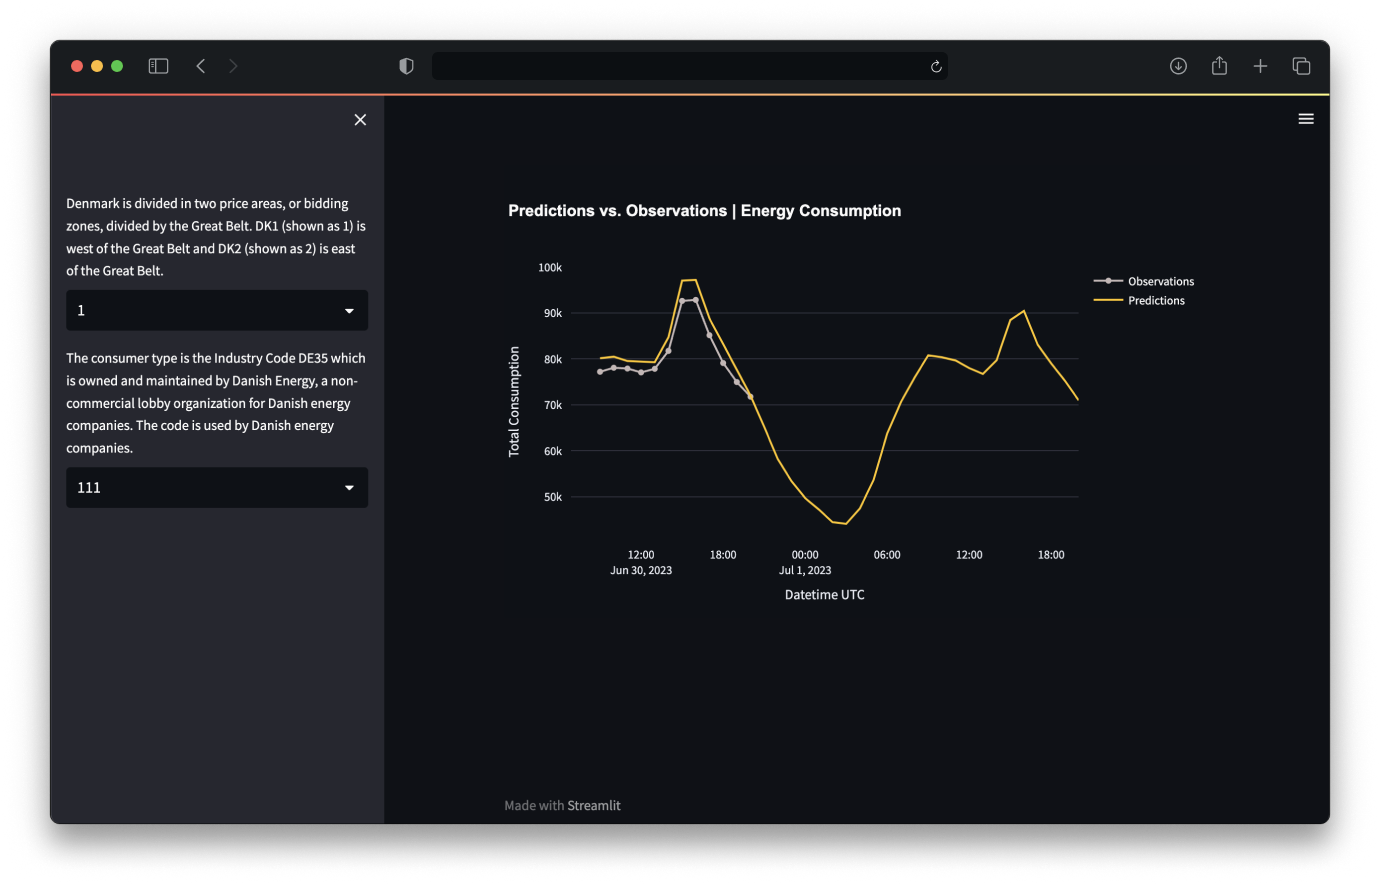 Denmark is divided in two price areas, or bidding
zones, divided by the Great Belt. DK1 (shown as 1) is
west of the Great Belt and DK2 (shown as 2) is east
of the Great Belt.
1
The consumer type is the Industry Code DE35 which
is owned and maintained by Danish Energy, a non-
commercial lobby organization for Danish energy
companies. The code is used by Danish energy
companies.
111
Predictions vs. Observations | Energy Consumption
100k
90k
80k
70k
60k
50k
Total Consumption
Observations
Predictions
12:00 18:00 00:00 06:00 12:00 18:00
Jun 30, 2023 Jul 1, 2023
Datetime UTC
Made with Streamlit